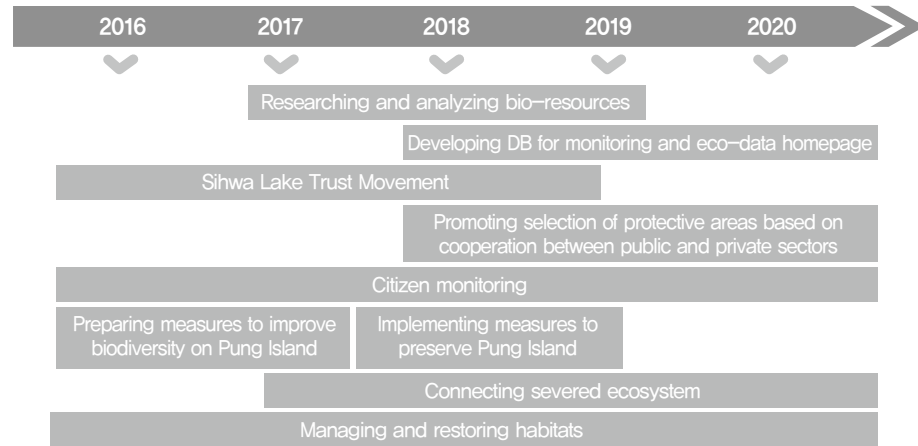 2016 2017 2018 2019 2020
Researching and analyzing bio-resources
Developing DB for monitoring and eco-data homepage
Sihwa Lake Trust Movement
Promoting selection of protective areas based on
cooperation between public and private sectors
Citizen monitoring
Preparing measures to improve
biodiversity on Pung Island
Implementing measures to
preserve Pung Island
Connecting severed ecosystem
Managing and restoring habitats